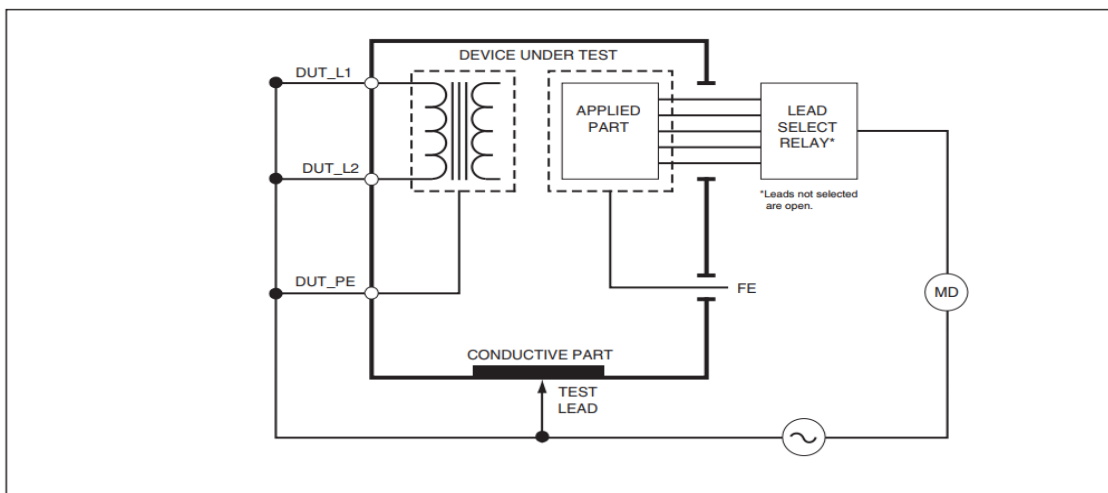 DEVICE UNDER TEST
DUT_L1
APPLIED
PART
LEAD
SELECT
RELAY*
DUT_L2
*Leads not selected
are open.
DUT_PE
FE
MD
CONDUCTIVE PART
TEST
LEAD